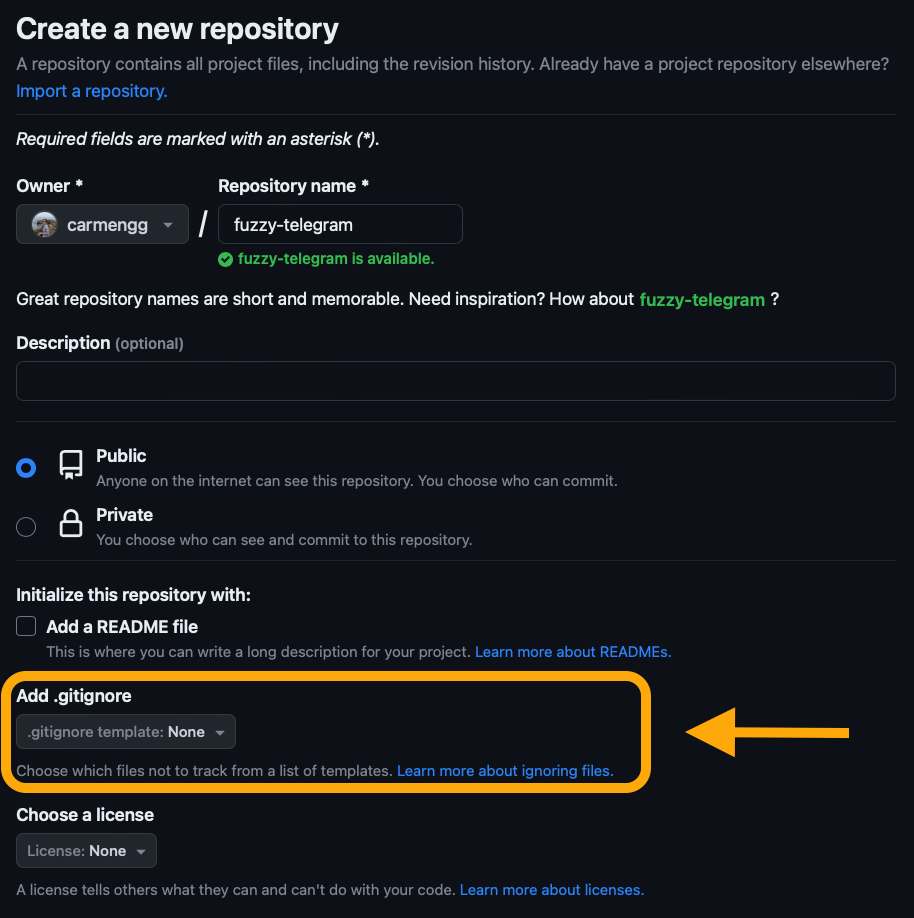 Create a new repository
A repository contains all project files, including the revision history. Already have a project repository elsewhere?
Import a repository.
Required fields are marked with an asterisk (*).
Owner * Repository name *
carmengg / fuzzy-telegram
fuzzy-telegram is available.
Great repository names are short and memorable. Need inspiration? How about fuzzy-telegram ?
Description (optional)
Public
Anyone on the internet can see this repository. You choose who can commit.
Private
You choose who can see and commit to this repository.
Initialize this repository with:
Add a README file
This is where you can write a long description for your project. Learn more about READMEs.
Add .gitignore
.gitignore template: None
Choose which files not to track from a list of templates. Learn more about ignoring files.
Choose a license
License: None
A license tells others what they can and can't do with your code. Learn more about licenses.